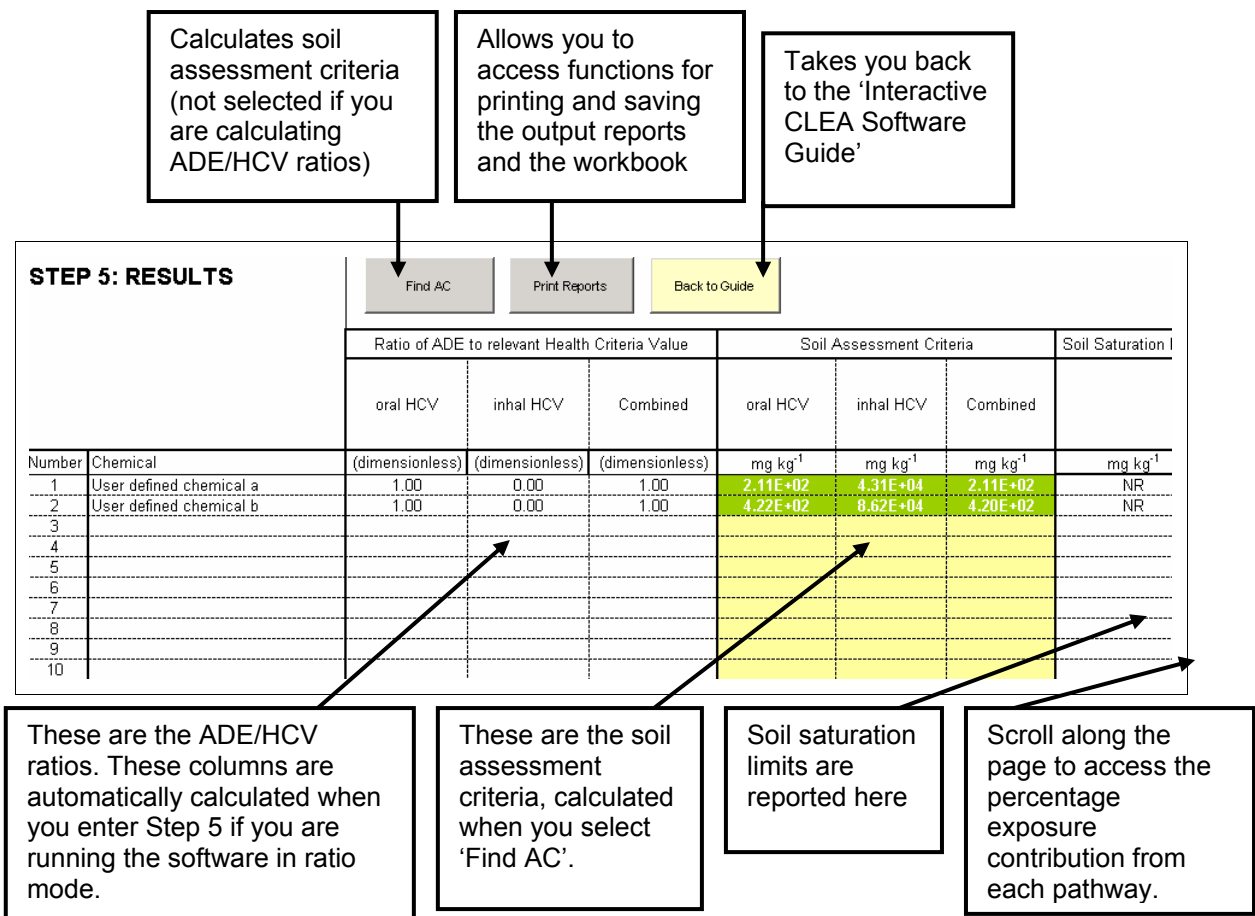 Calculates soil
assessment criteria
(not selected if you
are calculating
ADE/HCV ratios)
Allows you to
access functions for
printing and saving
the output reports
and the workbook
Takes you back
to the ‘Interactive
CLEA Software
Guide’
STEP 5: RESULTS
Find AC
Print Reports
Back to Guide
Ratio of ADE to relevant Health Criteria Value
Soil Assessment Criteria
Soil Saturation
oral HCV inhal HCV Combined oral HCV inhal HCV Combined
Number Chemical (dimensionless) (dimensionless) (dimensionless) mg kg⁻¹ mg kg⁻¹ mg kg⁻¹ mg kg⁻¹
1 User defined chemical a 1.00 0.00 1.00 2.11E+02 4.31E+04 2.11E+02 NR
2 User defined chemical b 1.00 0.00 1.00 4.22E+02 8.62E+04 4.20E+02 NR
3
4
5
6
7
8
9
10
These are the ADE/HCV
ratios. These columns are
automatically calculated when
you enter Step 5 if you are
running the software in ratio
mode.
These are the soil
assessment
criteria, calculated
when you select
‘Find AC’.
Soil saturation
limits are
reported here
Scroll along the
page to access the
percentage
exposure
contribution from
each pathway.